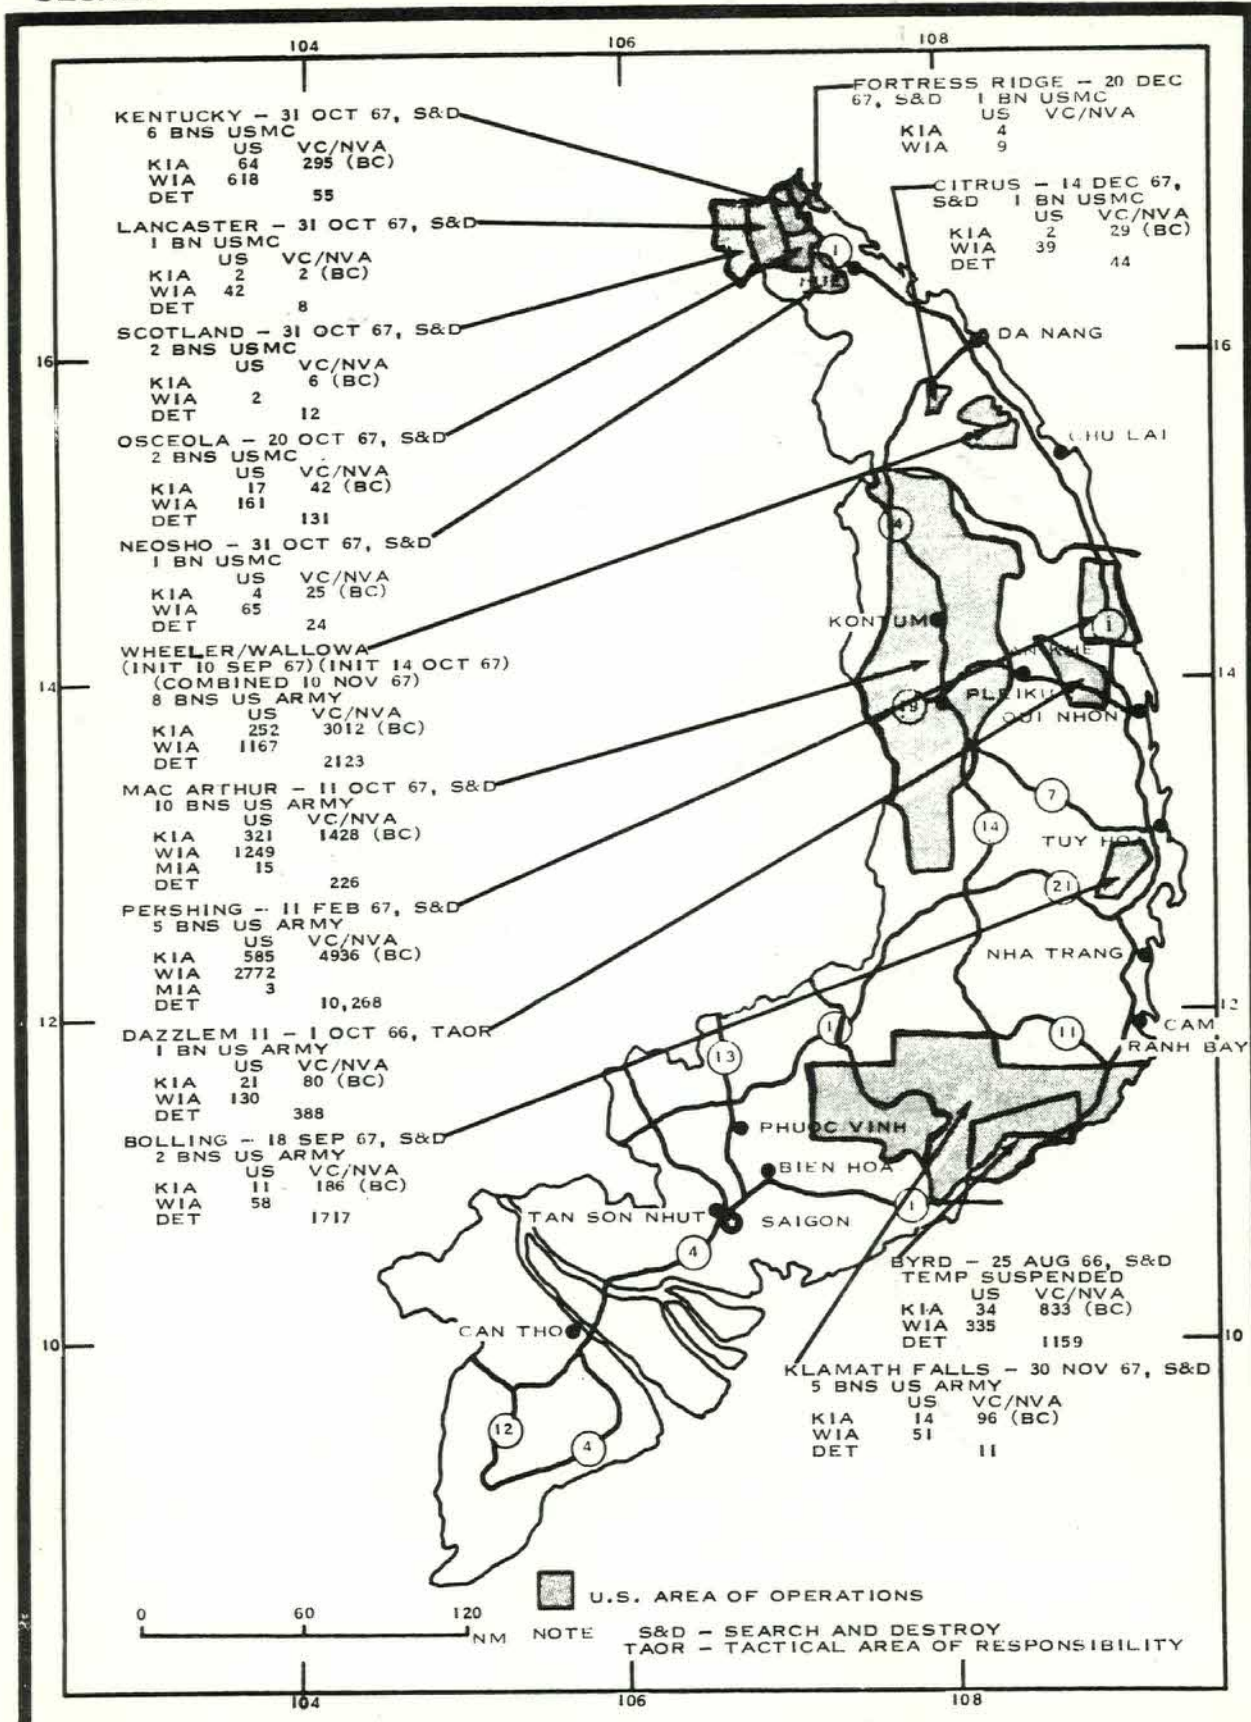 104 106 108
KENTUCKY – 31 OCT 67, S&D
6 BNS USMC
US VC/NVA
KIA 64 295 (BC)
WIA 618
DET 55
LANCASTER – 31 OCT 67, S&D
1 BN USMC
US VC/NVA
KIA 2 2 (BC)
WIA 42
DET 8
SCOTLAND – 31 OCT 67, S&D
2 BNS USMC
US VC/NVA
KIA 6 (BC)
WIA 2
DET 12
OSCEOLA – 20 OCT 67, S&D
2 BNS USMC
US VC/NVA
KIA 17 42 (BC)
WIA 161
DET 131
NEOSHO – 31 OCT 67, S&D
1 BN USMC
US VC/NVA
KIA 4 25 (BC)
WIA 65
DET 24
WHEELER/WALLOWA
(INIT 10 SEP 67)(INIT 14 OCT 67)
(COMBINED 10 NOV 67)
8 BNS US ARMY
US VC/NVA
KIA 252 3012 (BC)
WIA 1167
DET 2123
MAC ARTHUR – 11 OCT 67, S&D
10 BNS US ARMY
US VC/NVA
KIA 321 1428 (BC)
WIA 1249
MIA 15
DET 226
PERSHING – 11 FEB 67, S&D
5 BNS US ARMY
US VC/NVA
KIA 585 4936 (BC)
WIA 2772
MIA 3
DET 10,268
DAZZLEM 11 – 1 OCT 66, TAOR
1 BN US ARMY
US VC/NVA
KIA 21 80 (BC)
WIA 130
DET 388
BOLLING – 18 SEP 67, S&D
2 BNS US ARMY
US VC/NVA
KIA 11 186 (BC)
WIA 58
DET 1717
FORTRESS RIDGE – 20 DEC
67, S&D 1 BN USMC
US VC/NVA
KIA 4
WIA 9
CITRUS – 14 DEC 67,
S&D 1 BN USMC
US VC/NVA
KIA 2 29 (BC)
WIA 39
DET 44
1
HUE
DA NANG
16 16
CHU LAI
14
KONTUM
1
AN KHE
14 14
PLEIKU
19
QUI NHON
7
14
TUY HOA
21
NHA TRANG
12 12
CAM
RANH BAY
1
11
13
PHUOC VINH
BIEN HOA
TAN SON NHUT
SAIGON
1
4
BYRD – 25 AUG 66, S&D
TEMP SUSPENDED
US VC/NVA
KIA 34 833 (BC)
WIA 335
DET 1159
CAN THO
10 10
KLAMATH FALLS – 30 NOV 67, S&D
5 BNS US ARMY
US VC/NVA
KIA 14 96 (BC)
WIA 51
DET 11
12
4
U.S. AREA OF OPERATIONS
0 60 120
NM
NOTE S&D – SEARCH AND DESTROY
TAOR – TACTICAL AREA OF RESPONSIBILITY
104 106 108